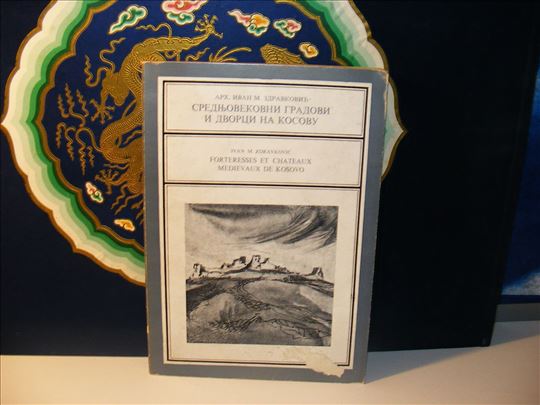 АРХ. ИВАН М. ЗДРАВКОВИЋ
СРЕДЊОВЕКОВНИ ГРАДОВИ
И ДВОРЦИ НА КОСОВУ
IVAN M. ZDRAVKOVIĆ
FORTERESSES ET CHATEAUX
MEDIEVAUX DE KOSOVO